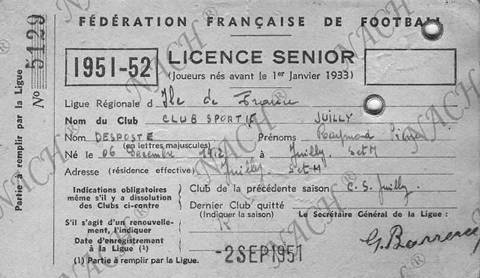 FÉDÉRATION FRANÇAISE DE FOOTBALL
Partie à remplir par la Ligue
No 5129
1951-52
LICENCE SENIOR
(Joueurs nés avant le 1er Janvier 1933)
Ligue Régionale d' Ile de France
Nom du Club CLUB SPORTIF JUILLY
Nom DESPOSTE Prénoms Raymond
(en lettres majuscules)
Né le 06 à Juilly S et M
Adresse (résidence effective) Juilly S et M
Indications obligatoires même s'il y a dissolution des Clubs ci-contre
Club de la précédente saison C. S. Juilly
Dernier Club quitté
(Indiquer la saison)
S'il s'agit d'un renouvellement, l'indiquer
Le Secrétaire Général de la Ligue :
Date d'enregistrement à la Ligue (1)
-2 SEP 1951
(1) Partie à remplir par la Ligue.
NACH®